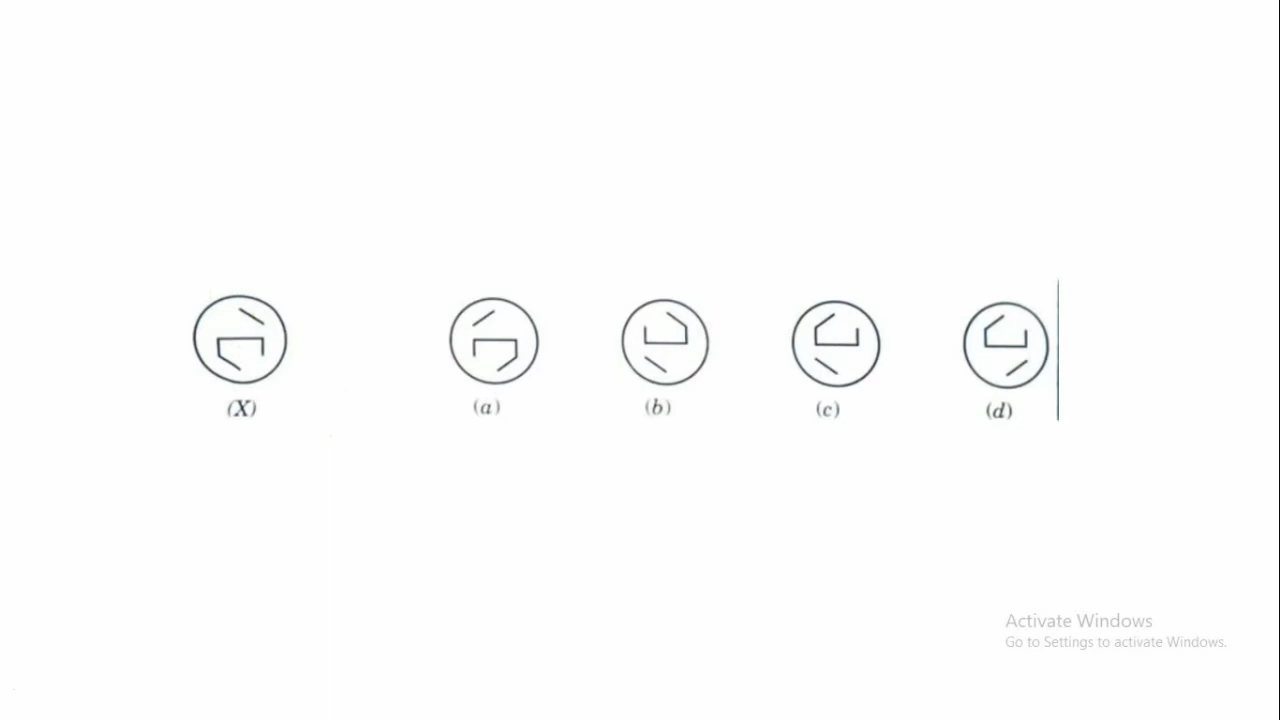 (X) (a) (b) (c) (d)
Activate Windows
Go to Settings to activate Windows.